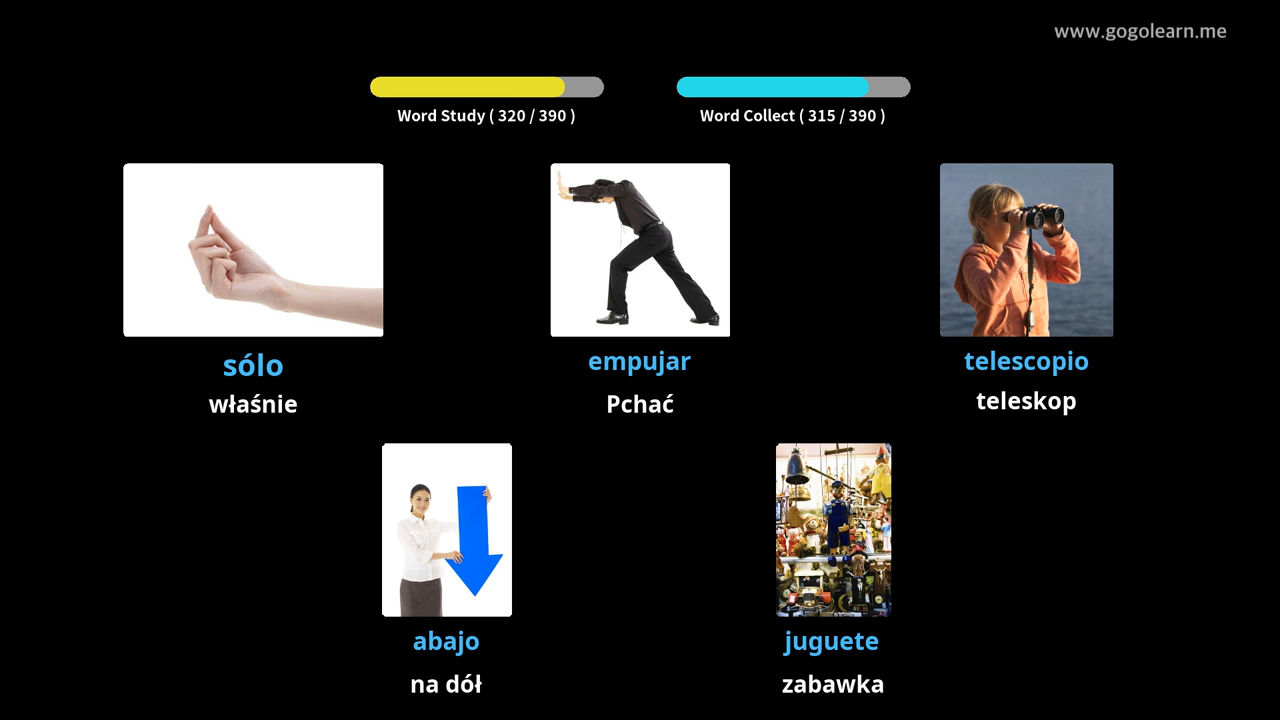 www.gogolearn.me
Word Study ( 320 / 390 )
Word Collect ( 315 / 390 )
sólo
właśnie
empujar
Pchać
telescopio
teleskop
abajo
na dół
juguete
zabawka